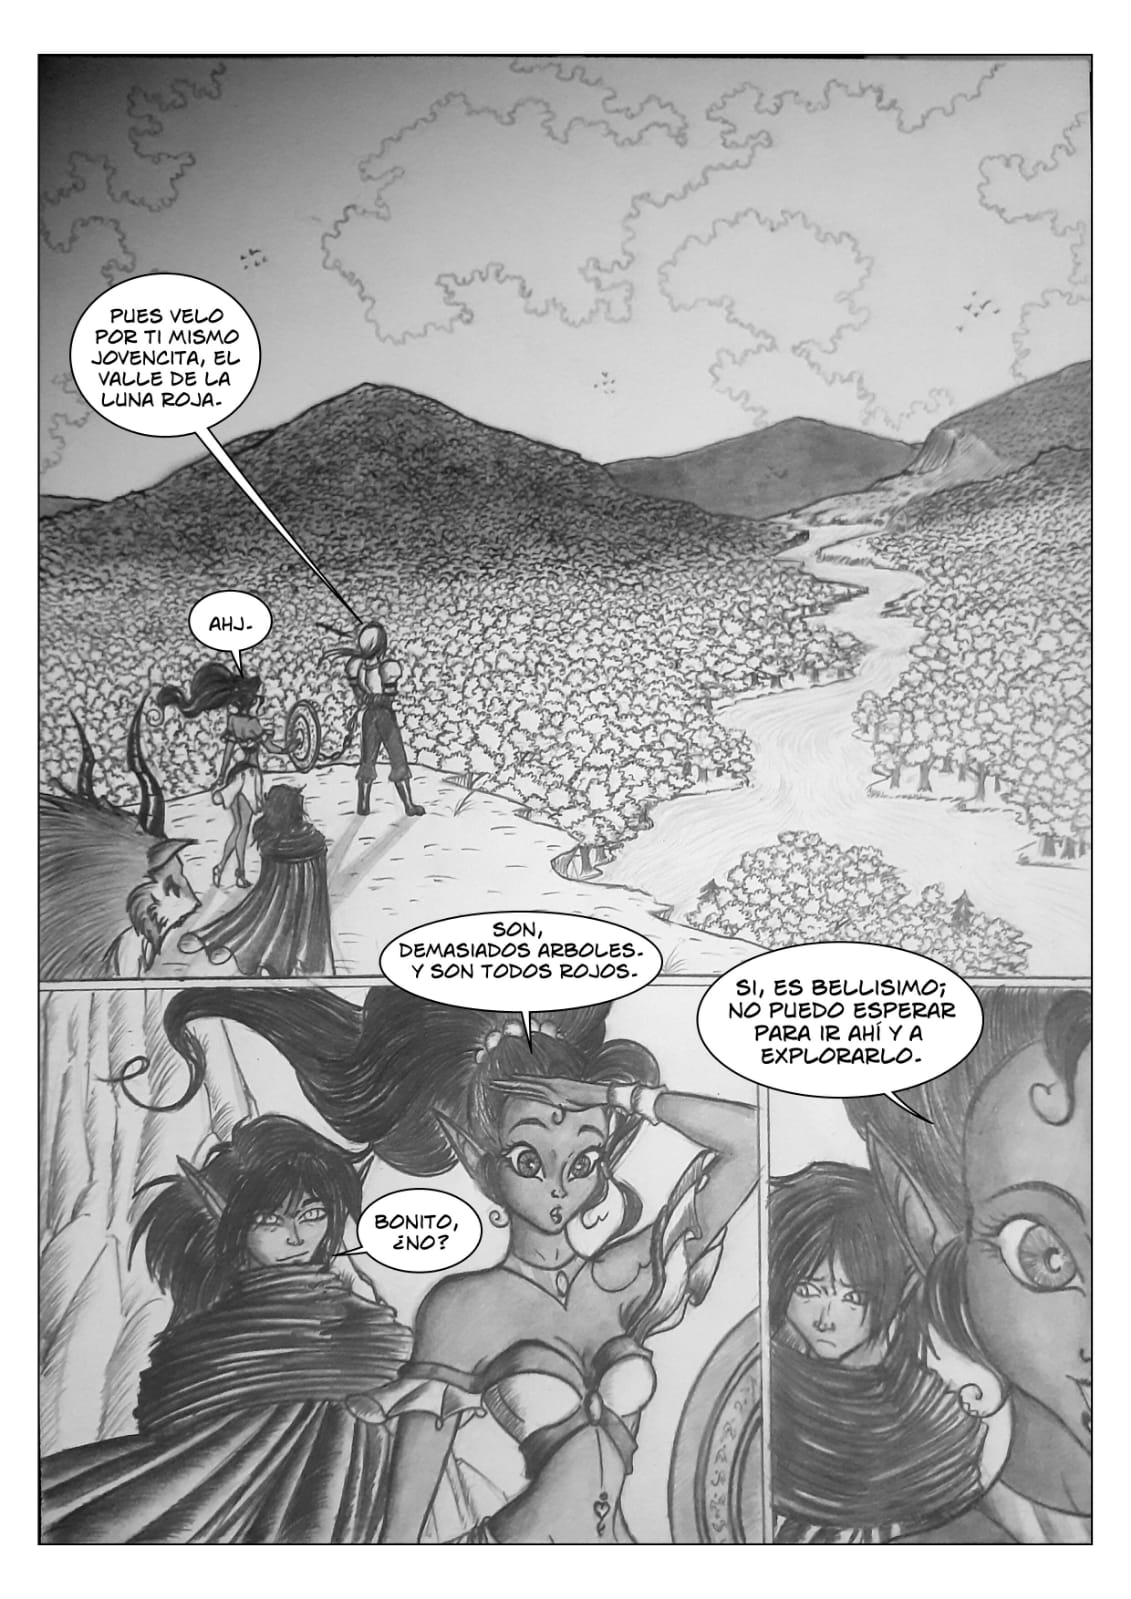 PUES VELO
POR TI MISMO
JOVENCITA, EL
VALLE DE LA
LUNA ROJA.
AHJ.
SON,
DEMASIADOS ARBOLES.
Y SON TODOS ROJOS.
BONITO,
¿NO?
SI, ES BELLISIMO;
NO PUEDO ESPERAR
PARA IR AHÍ Y A
EXPLORARLO.